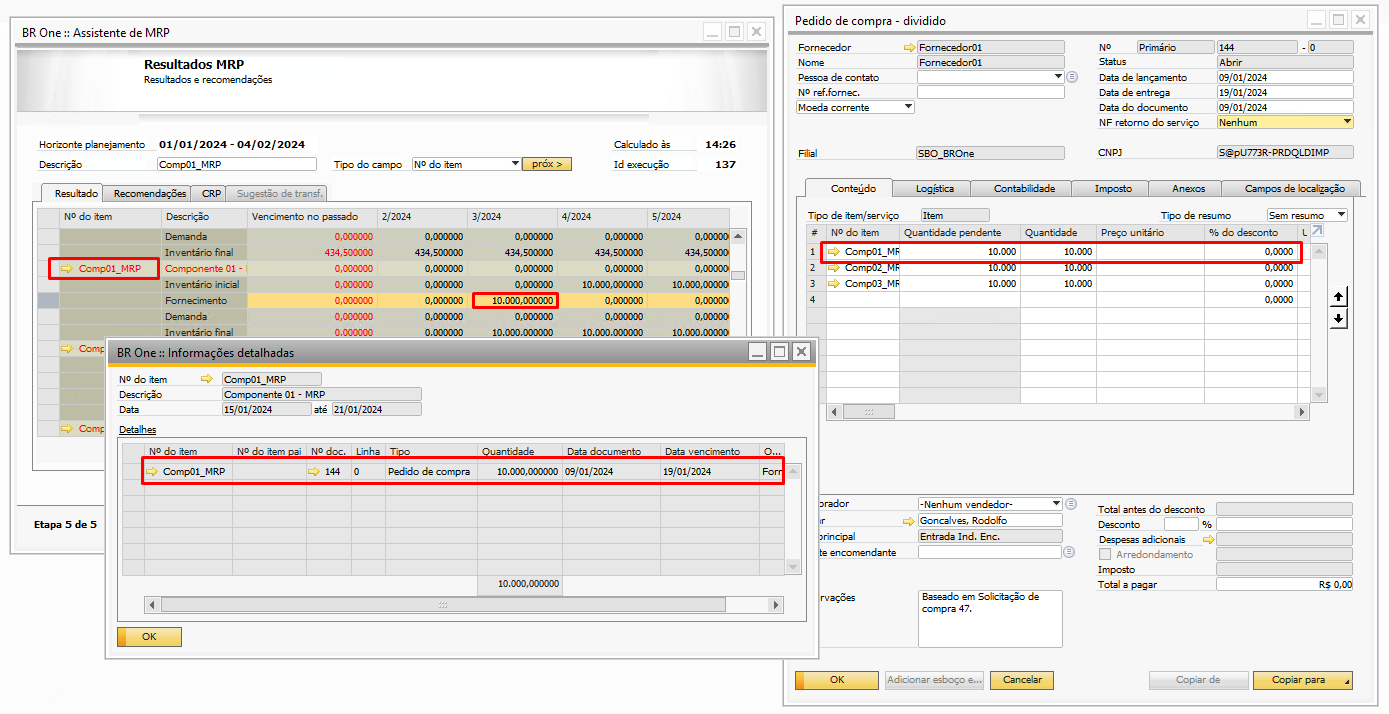 BR One :: Assistente de MRP
Resultados MRP
Resultados e recomendações
Horizonte planejamento 01/01/2024 - 04/02/2024 Calculado às 14:26
Descrição Comp01_MRP Tipo do campo Nº do item próx > Id execução 137
Resultado Recomendações CRP Sugestão de transf.
Nº do item Descrição Vencimento no passado 2/2024 3/2024 4/2024 5/2024
Demanda 0,000000 0,000000 0,000000 0,000000 0,00000
Inventário final 434,500000 434,500000 434,500000 434,500000 434,50000
Comp01_MRP Componente 01 - 0,000000 0,000000 0,000000 0,000000 0,00000
Inventário inicial 0,000000 0,000000 0,000000 10.000,000000 10.000,00000
Fornecimento 0,000000 0,000000 10.000,000000 0,000000 0,00000
Demanda 0,000000 0,000000 0,000000 0,000000 0,00000
Inventário final 0,000000 0,000000 10.000,000000 10.000,000000 10.000,00000
Comp
Comp
Etapa 5 de 5
BR One :: Informações detalhadas
Nº do item Comp01_MRP
Descrição Componente 01 - MRP
Data 15/01/2024 até 21/01/2024
Detalhes
Nº do item Nº do item pai Nº doc. Linha Tipo Quantidade Data documento Data vencimento O...
Comp01_MRP 144 0 Pedido de compra 10.000,000000 09/01/2024 19/01/2024 Forn
10.000,000000
OK
Pedido de compra - dividido
Fornecedor Fornecedor01 Nº Primário 144 - 0
Nome Fornecedor01 Status Abrir
Pessoa de contato Data de lançamento 09/01/2024
Nº ref.fornec. Data de entrega 19/01/2024
Moeda corrente Data do documento 09/01/2024
NF retorno do serviço Nenhum
Filial SBO_BROne CNPJ S@pU773R-PRDQLDIMP
Conteúdo Logística Contabilidade Imposto Anexos Campos de localização
Tipo de item/serviço Item Tipo de resumo Sem resumo
# Nº do item Quantidade pendente Quantidade Preço unitário % do desconto U
1 Comp01_MR 10.000 10.000 0,0000
2 Comp02_MR 10.000 10.000 0,0000
3 Comp03_MR 10.000 10.000 0,0000
4 0,0000
prador -Nenhum vendedor- Total antes do desconto
ar Goncalves, Rodolfo Desconto %
principal Entrada Ind. Enc. Despesas adicionais
te encomendante Arredondamento
Imposto
Total a pagar R$ 0,00
rvações Baseado em Solicitação de
compra 47.
OK Adicionar esboço e... Cancelar Copiar de Copiar para